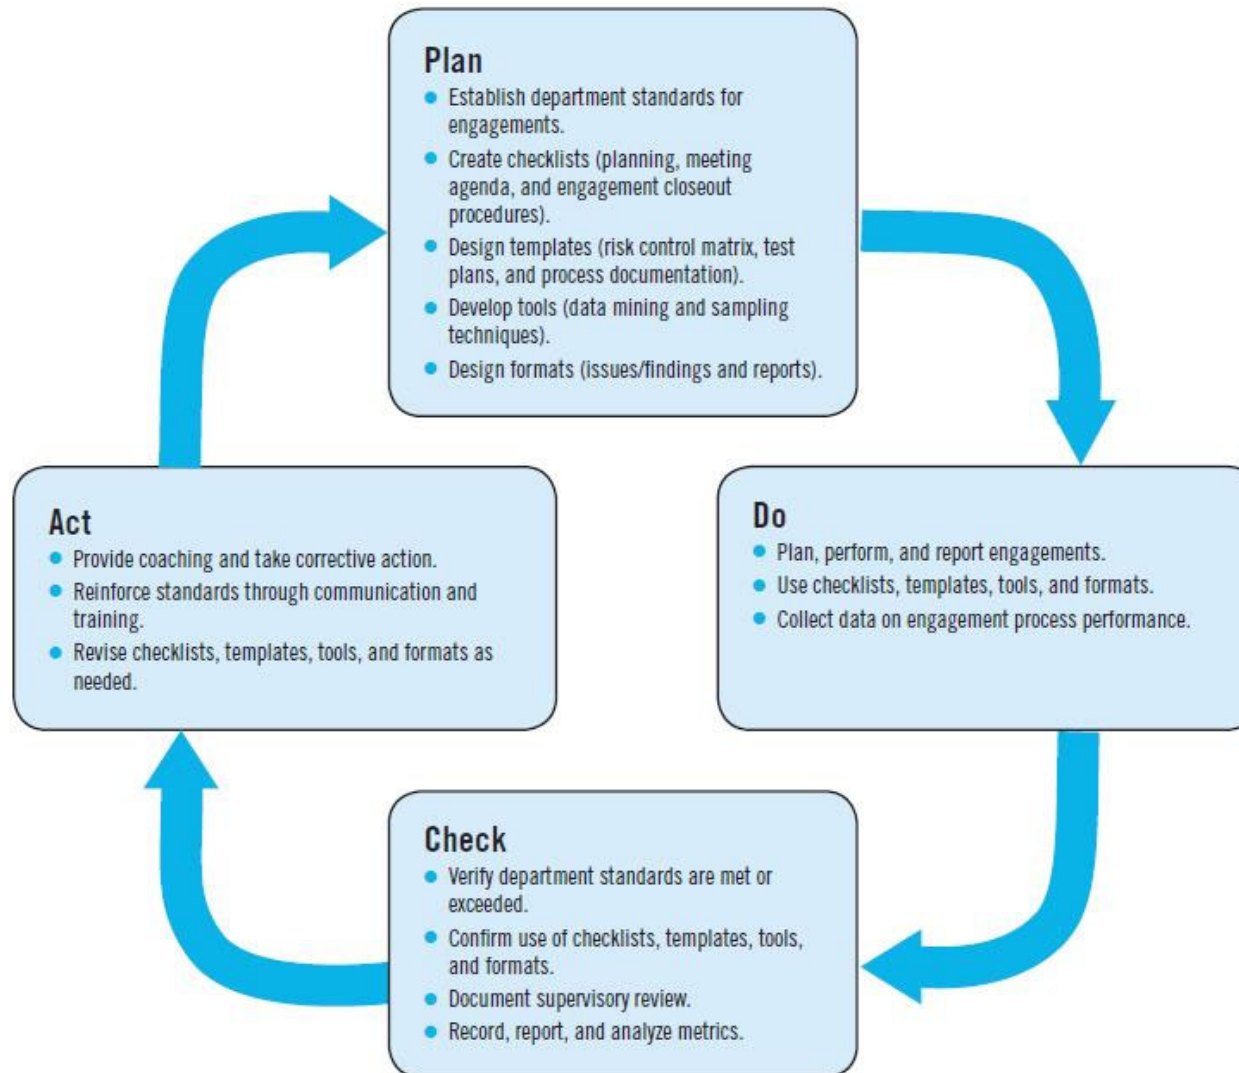 Plan
Establish department standards for
engagements.
Create checklists (planning, meeting
agenda, and engagement closeout
procedures).
Design templates (risk control matrix, test
plans, and process documentation).
Develop tools (data mining and sampling
techniques).
Design formats (issues/findings and reports).
Do
Plan, perform, and report engagements.
Use checklists, templates, tools, and formats.
Collect data on engagement process performance.
Check
Verify department standards are met or
exceeded.
Confirm use of checklists, templates, tools,
and formats.
Document supervisory review.
Record, report, and analyze metrics.
Act
Provide coaching and take corrective action.
Reinforce standards through communication and
training.
Revise checklists, templates, tools, and formats as
needed.